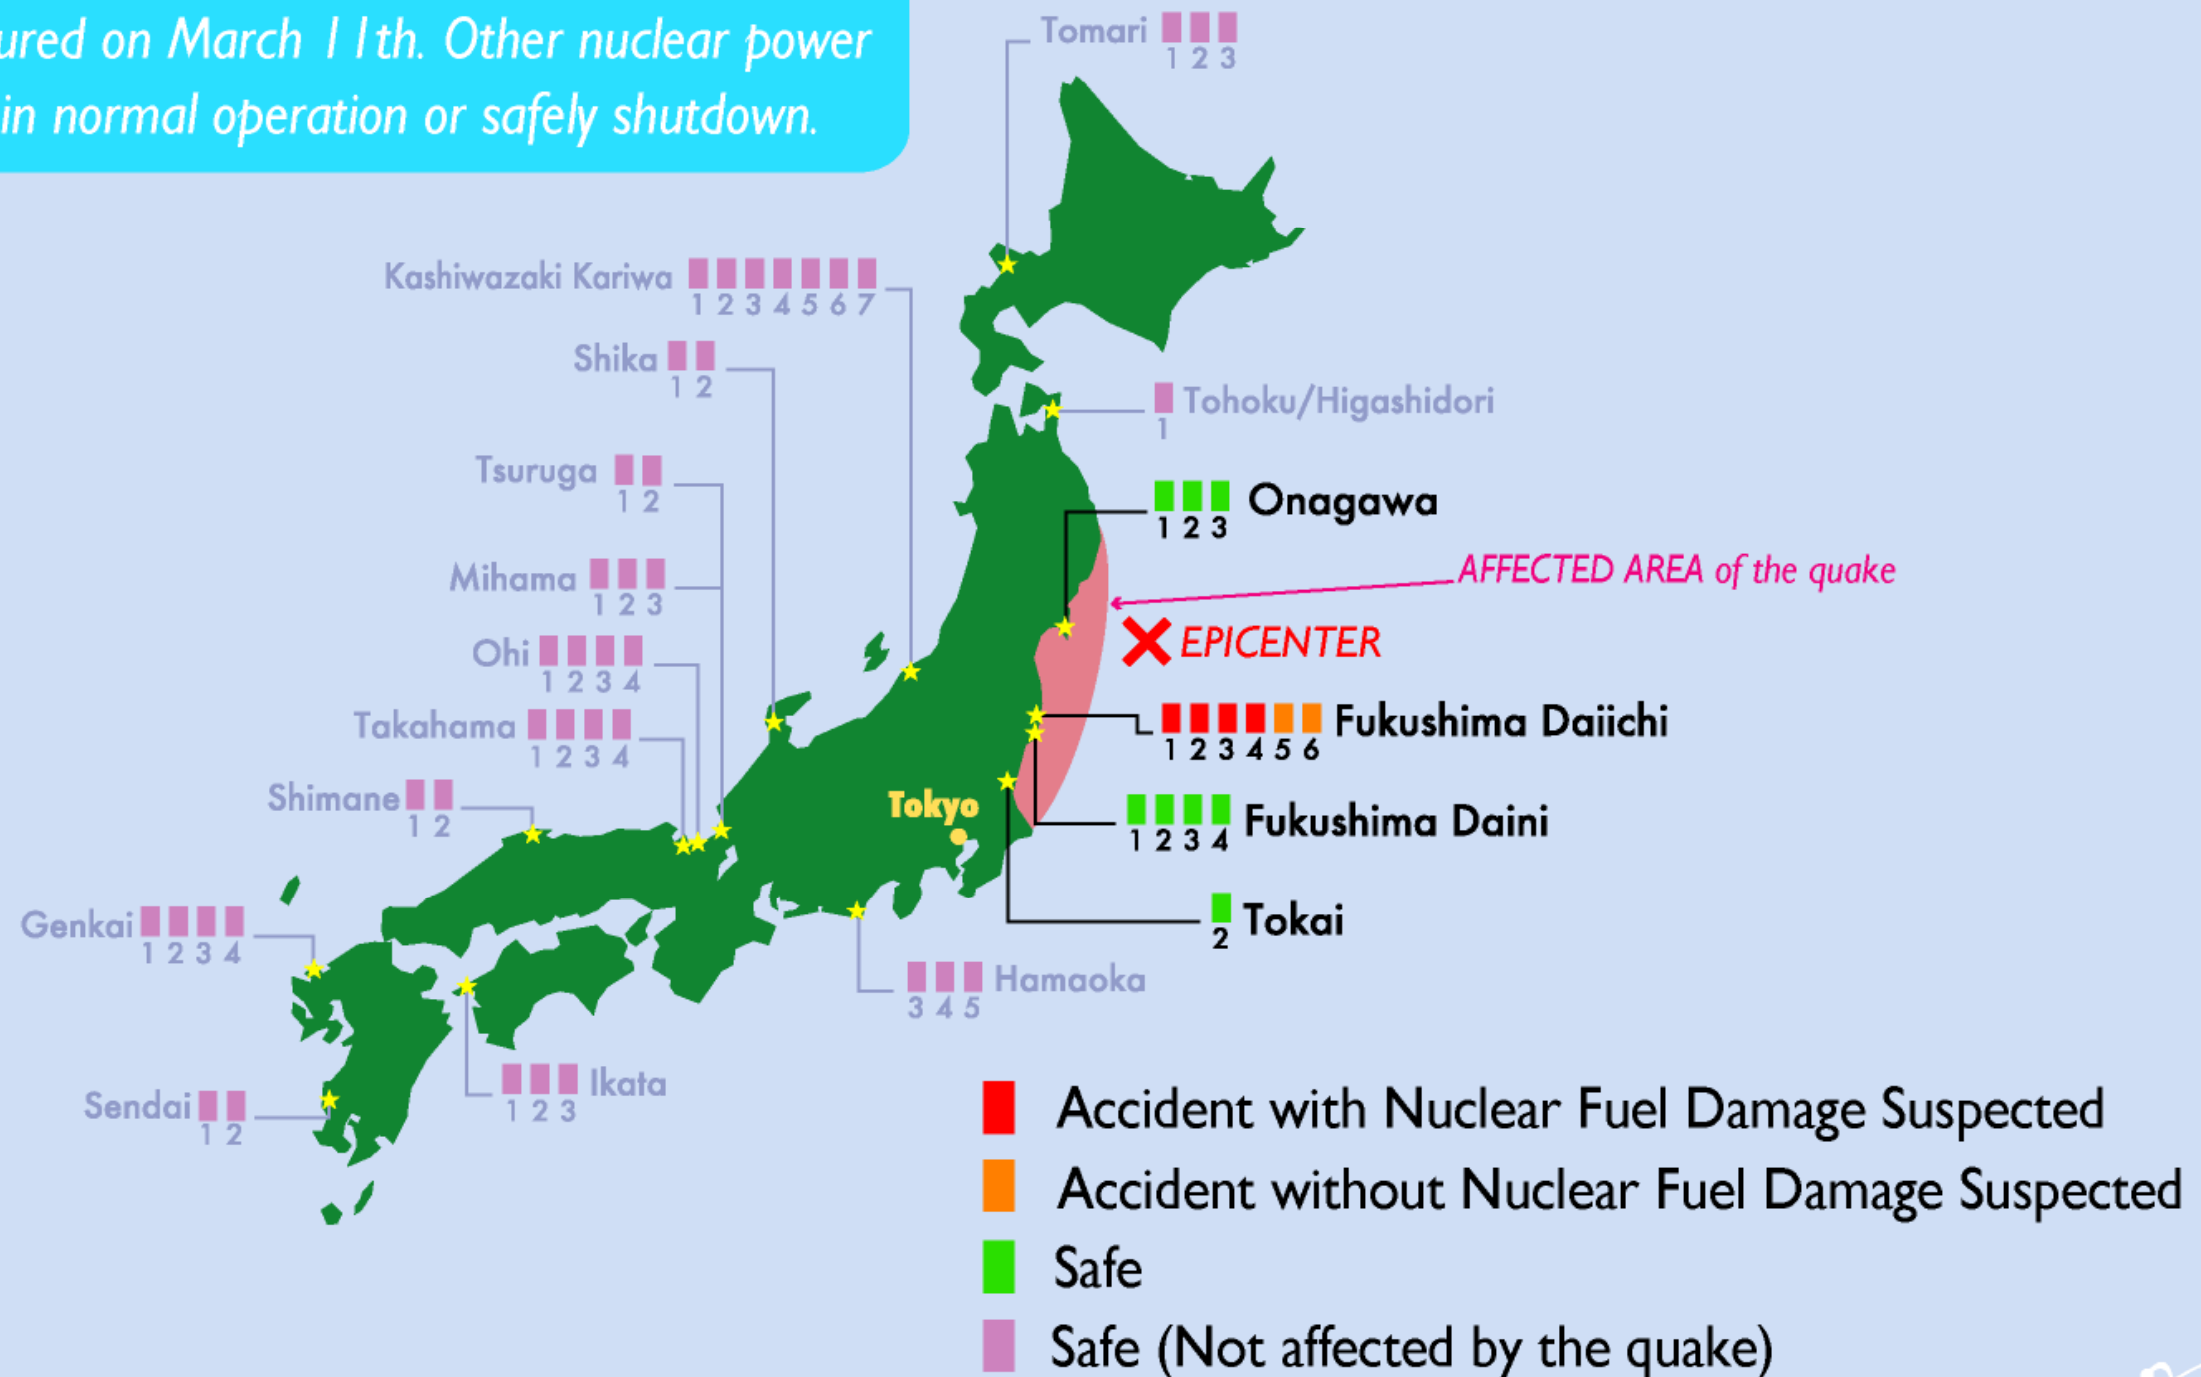 ured on March 11th. Other nuclear power
in normal operation or safely shutdown.
Tomari
1 2 3
Kashiwazaki Kariwa
1 2 3 4 5 6 7
Shika
1 2
Tohoku/Higashidori
1
Tsuruga
1 2
Onagawa
1 2 3
Mihama
1 2 3
AFFECTED AREA of the quake
EPICENTER
Ohi
1 2 3 4
Takahama
1 2 3 4
Fukushima Daiichi
1 2 3 4 5 6
Shimane
1 2
Tokyo
Fukushima Daini
1 2 3 4
Genkai
1 2 3 4
Tokai
2
Hamaoka
3 4 5
Ikata
1 2 3
Sendai
1 2
Accident with Nuclear Fuel Damage Suspected
Accident without Nuclear Fuel Damage Suspected
Safe
Safe (Not affected by the quake)